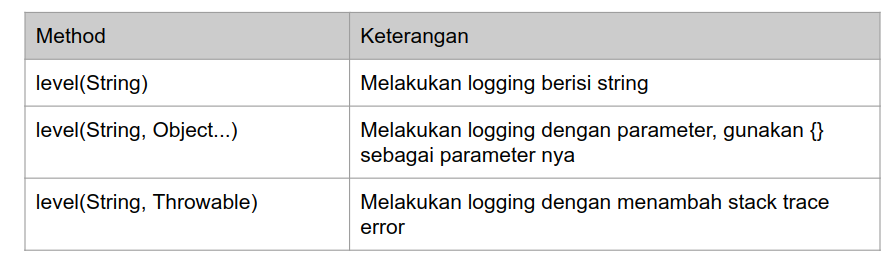 Method
Keterangan
level(String)
Melakukan logging berisi string
level(String, Object...)
Melakukan logging dengan parameter, gunakan {}
sebagai parameter nya
level(String, Throwable)
Melakukan logging dengan menambah stack trace
error